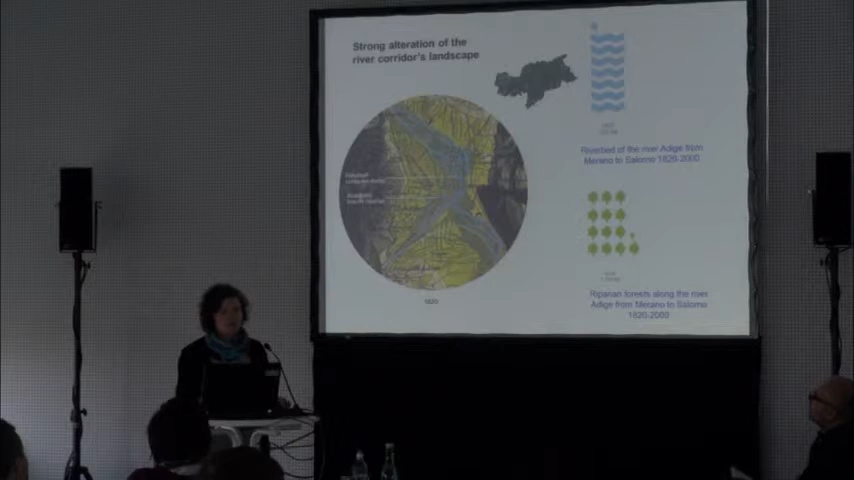 Strong alteration of the
river corridor's landscape
1820
Riverbed of the river Adige from
Merano to Salorno 1820-2000
Riparian forests along the river
Adige from Merano to Salorno
1820-2000